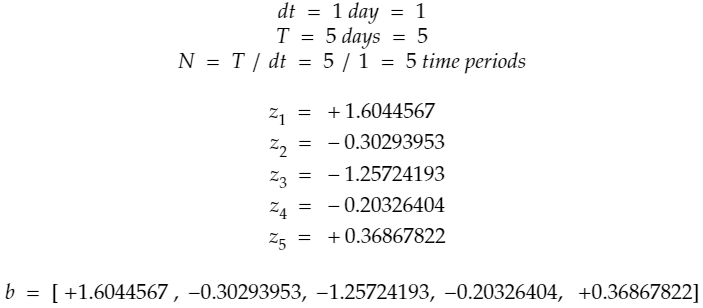 dt = 1 day = 1
T = 5 days = 5
N = T / dt = 5 / 1 = 5 time periods
z1 = + 1.6044567
z2 = − 0.30293953
z3 = − 1.25724193
z4 = − 0.20326404
z5 = + 0.36867822
b = [ +1.6044567 , −0.30293953, −1.25724193, −0.20326404, +0.36867822]